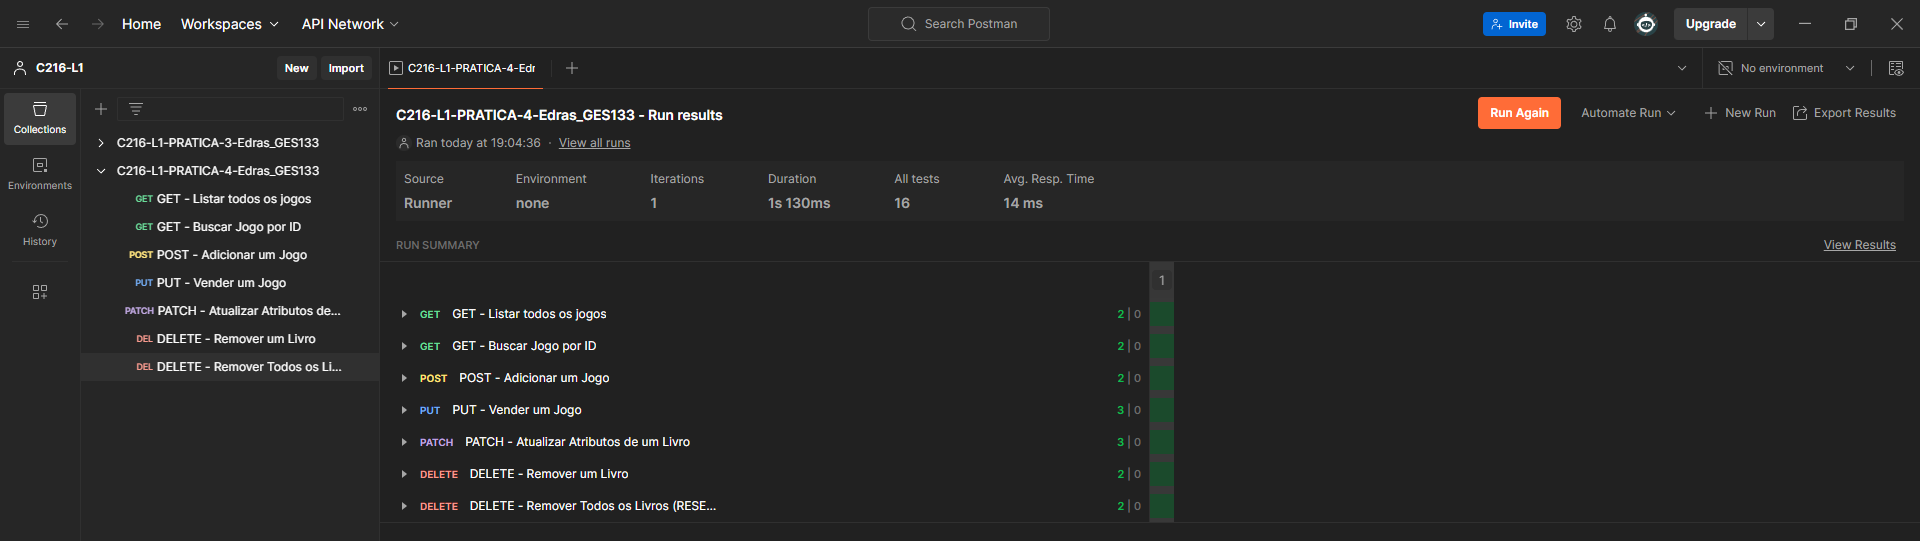 Home Workspaces API Network Search Postman Invite Upgrade
C216-L1 New Import C216-L1-PRATICA-4-Edr No environment
Collections
Environments
History
C216-L1-PRATICA-3-Edras_GES133
C216-L1-PRATICA-4-Edras_GES133
GET GET - Listar todos os jogos
GET GET - Buscar Jogo por ID
POST POST - Adicionar um Jogo
PUT PUT - Vender um Jogo
PATCH PATCH - Atualizar Atributos de...
DEL DELETE - Remover um Livro
DEL DELETE - Remover Todos os Li...
C216-L1-PRATICA-4-Edras_GES133 - Run results
Run Again Automate Run New Run Export Results
Ran today at 19:04:36 · View all runs
Source Environment Iterations Duration All tests Avg. Resp. Time
Runner none 1 1s 130ms 16 14 ms
RUN SUMMARY View Results
1
GET GET - Listar todos os jogos 2 | 0
GET GET - Buscar Jogo por ID 2 | 0
POST POST - Adicionar um Jogo 2 | 0
PUT PUT - Vender um Jogo 3 | 0
PATCH PATCH - Atualizar Atributos de um Livro 3 | 0
DELETE DELETE - Remover um Livro 2 | 0
DELETE DELETE - Remover Todos os Livros (RESE... 2 | 0